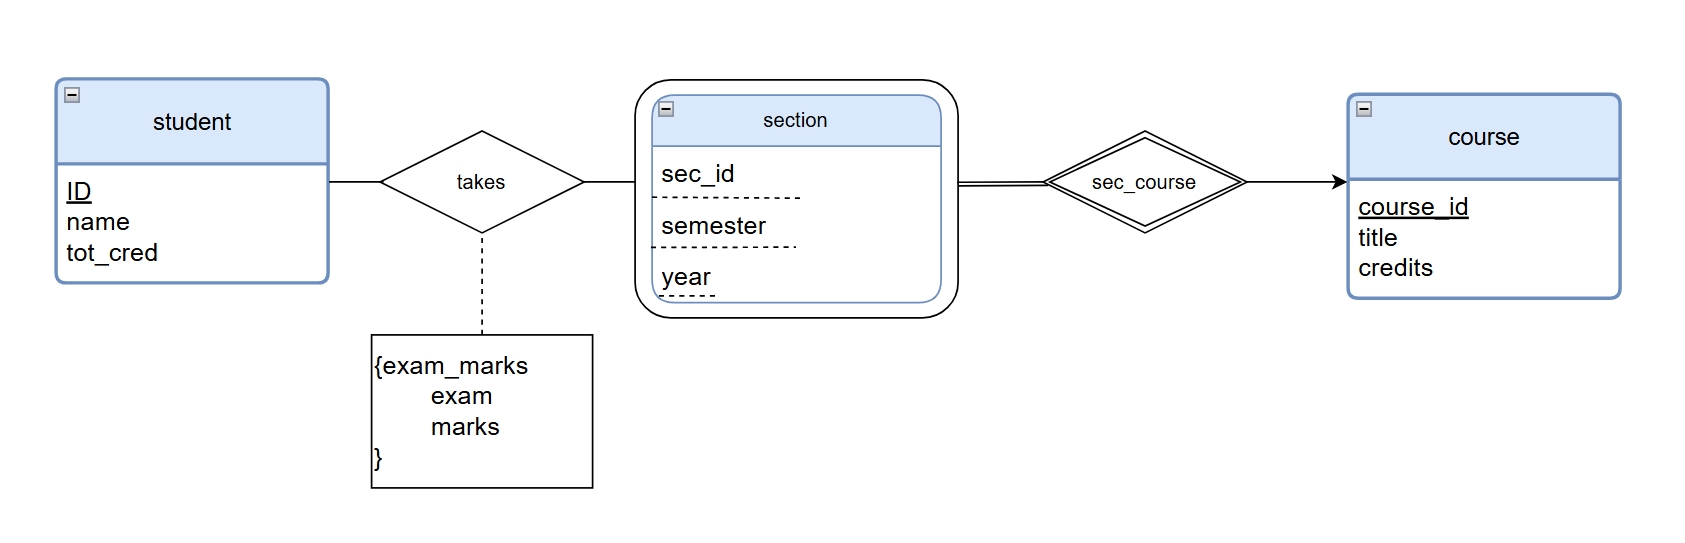 student
ID
name
tot_cred
takes
{exam_marks
exam
marks
}
section
sec_id
semester
year
sec_course
course
course_id
title
credits